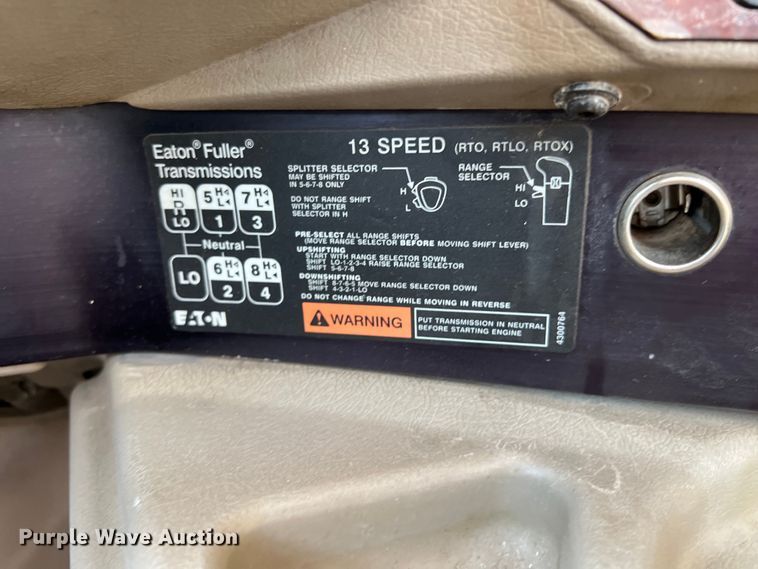 Eaton® Fuller®
Transmissions
13 SPEED (RTO, RTLO, RTOX)
SPLITTER SELECTOR
MAY BE SHIFTED
IN 5-6-7-8 ONLY
DO NOT RANGE SHIFT
WITH SPLITTER
SELECTOR IN H
H
L
RANGE
SELECTOR
HI
LO
HI
R
LO
5 H
L
1
7 H
L
3
Neutral
LO
6 H
L
2
8 H
L
4
PRE-SELECT ALL RANGE SHIFTS
(MOVE RANGE SELECTOR BEFORE MOVING SHIFT LEVER)
UPSHIFTING
START WITH RANGE SELECTOR DOWN
SHIFT LO-1-2-3-4 RAISE RANGE SELECTOR
SHIFT 5-6-7-8
DOWNSHIFTING
SHIFT 8-7-6-5 MOVE RANGE SELECTOR DOWN
SHIFT 4-3-2-1-LO
DO NOT CHANGE RANGE WHILE MOVING IN REVERSE
EATON
WARNING
PUT TRANSMISSION IN NEUTRAL
BEFORE STARTING ENGINE
4300764
Purple Wave Auction